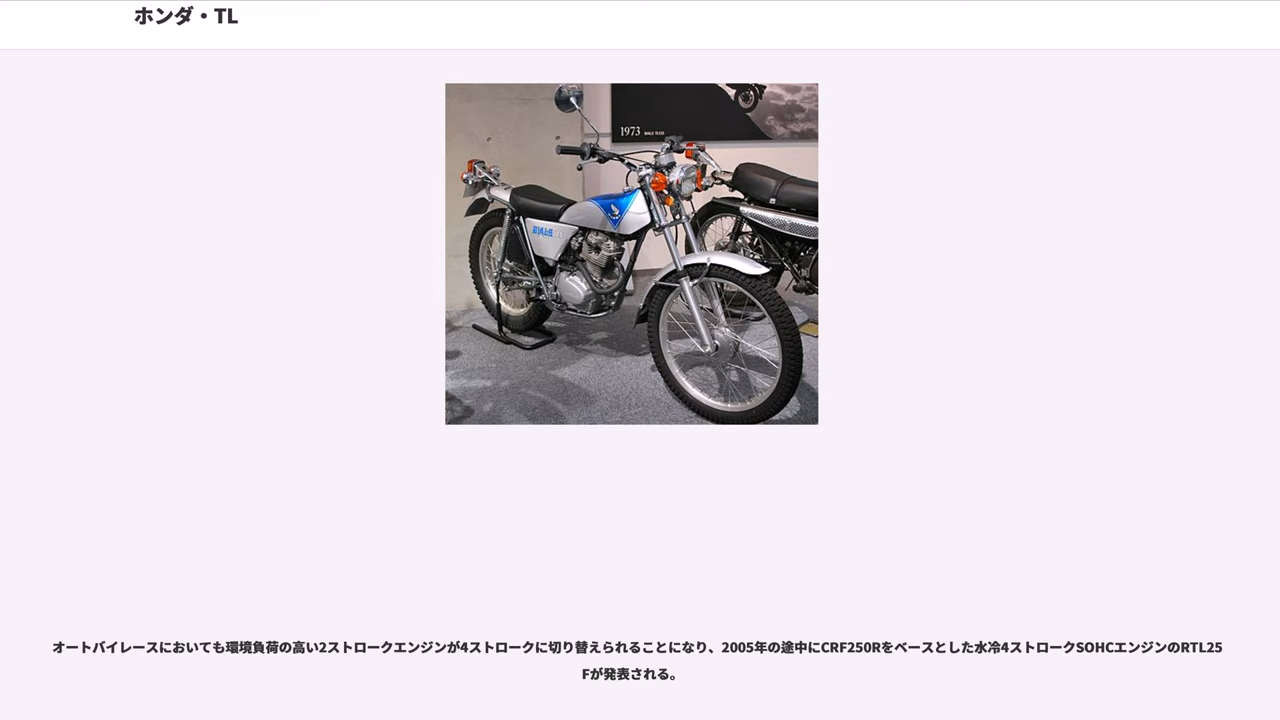 ホンダ・TL
1973 BIALS TL125
オートバイレースにおいても環境負荷の高い2ストロークエンジンが4ストロークに切り替えられることになり、2005年の途中にCRF250Rをベースとした水冷4ストロークSOHCエンジンのRTL25
Fが発表される。